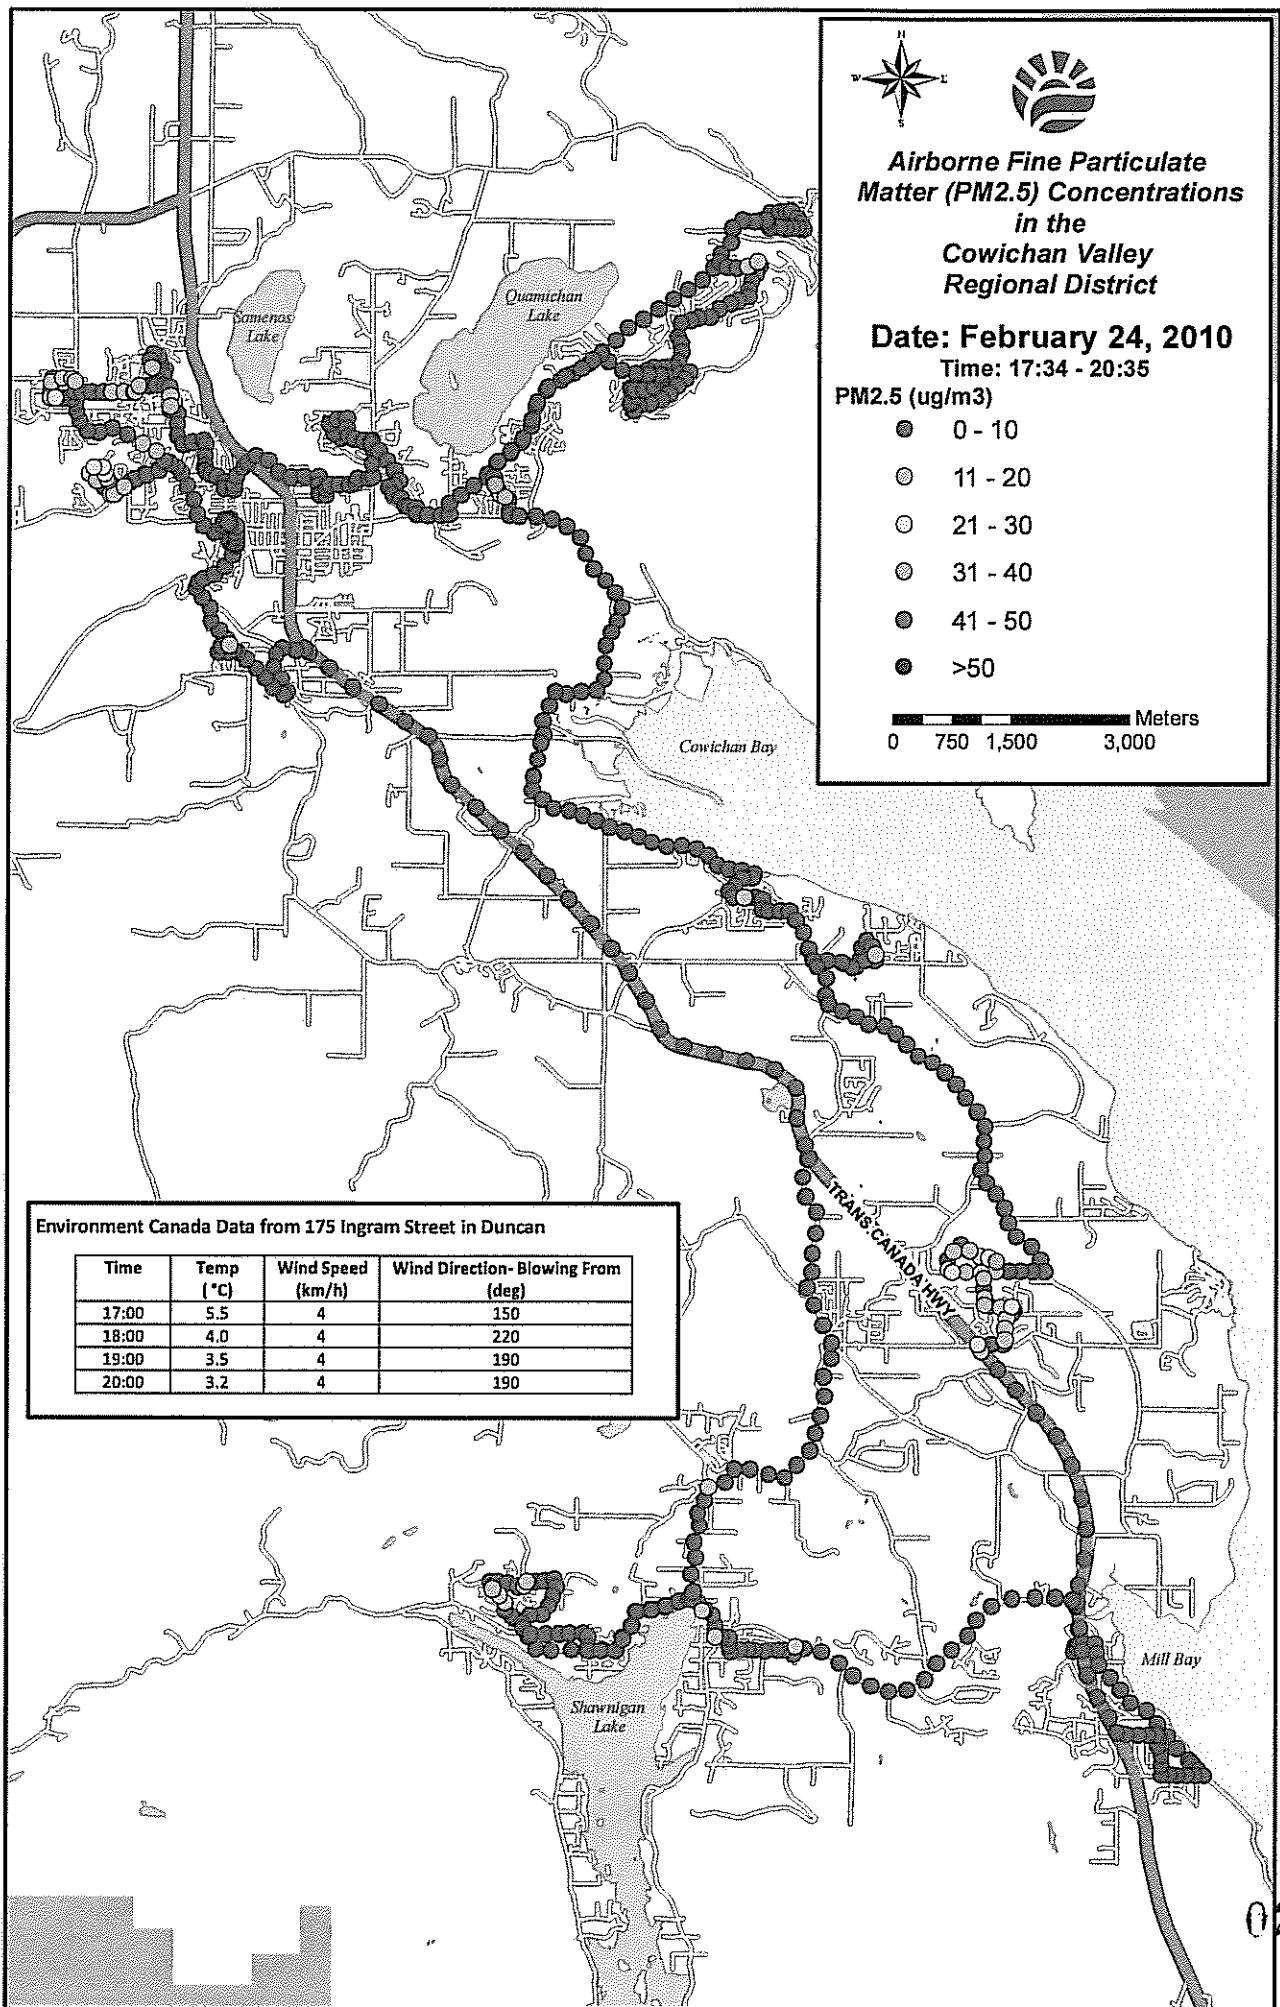 N
W E
S
Airborne Fine Particulate
Matter (PM2.5) Concentrations
in the
Cowichan Valley
Regional District
Date: February 24, 2010
Time: 17:34 - 20:35
PM2.5 (ug/m3)
0 - 10
11 - 20
21 - 30
31 - 40
41 - 50
>50
Meters
0 750 1,500 3,000
Somenos
Lake
Quamichan
Lake
Cowichan Bay
TRANS CANADA HWY
Environment Canada Data from 175 Ingram Street in Duncan
Time Temp Wind Speed Wind Direction- Blowing From
(°C) (km/h) (deg)
17:00 5.5 4 150
18:00 4.0 4 220
19:00 3.5 4 190
20:00 3.2 4 190
Mill Bay
Shawnigan
Lake